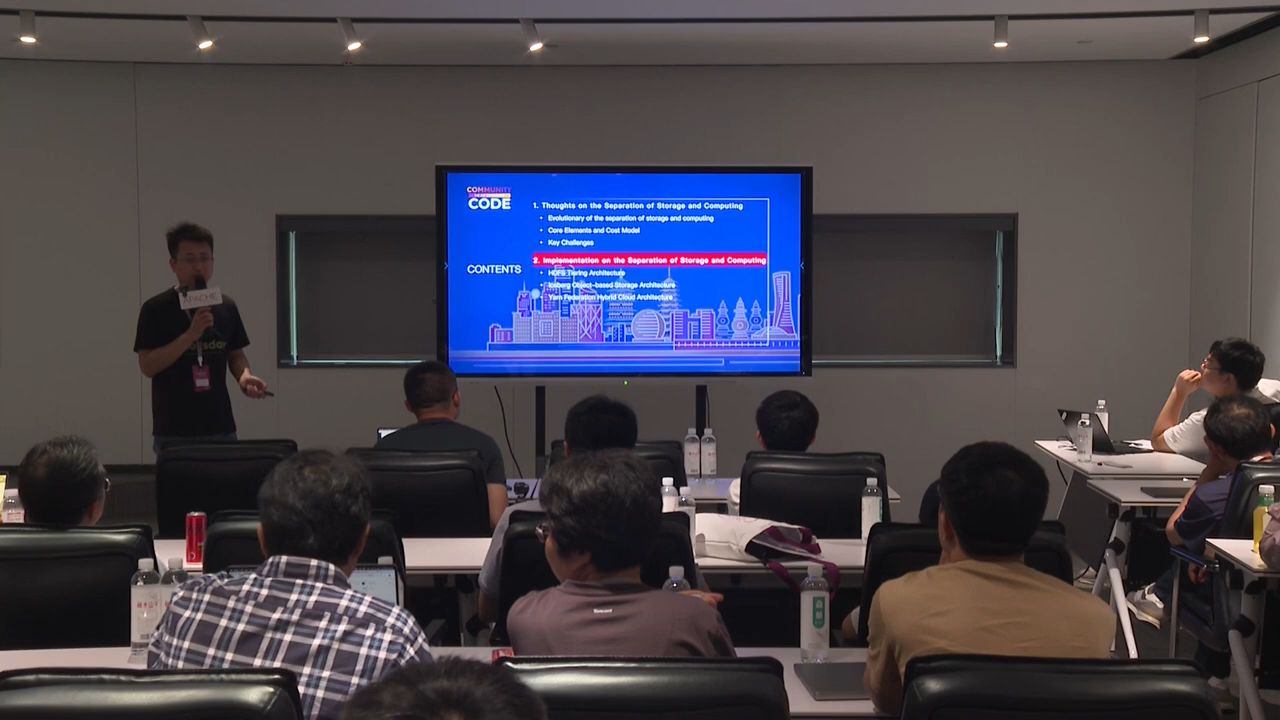 COMMUNITY
CODE
CONTENTS
1. Thoughts on the Separation of Storage and Computing
• Evolutionary of the separation of storage and computing
• Core Elements and Cost Model
• Key Challenges
2. Implementation on the Separation of Storage and Computing
• HDFS Tiering Architecture
• Iceberg Object-based Storage Architecture
• Yarn Federation Hybrid Cloud Architecture
APACHE